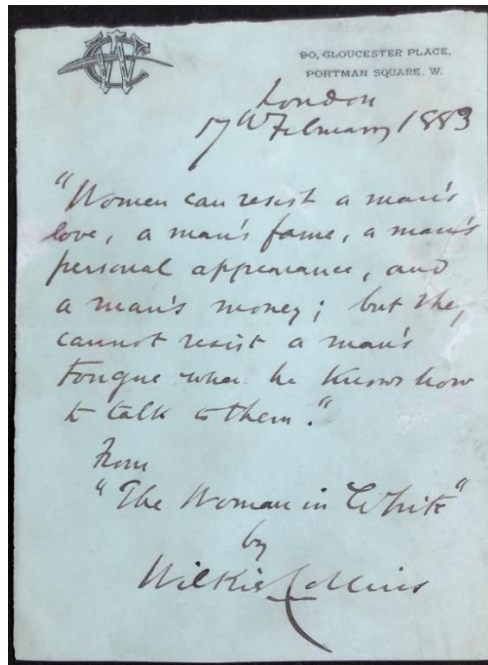 90, GLOUCESTER PLACE,
PORTMAN SQUARE. W.
London
17th February 1883
"Women can resist a man's
love, a man's fame, a man's
personal appearance, and
a man's money; but they
cannot resist a man's
tongue when he knows how
to talk to them."
From
"The Woman in White"
by
Wilkie Collins